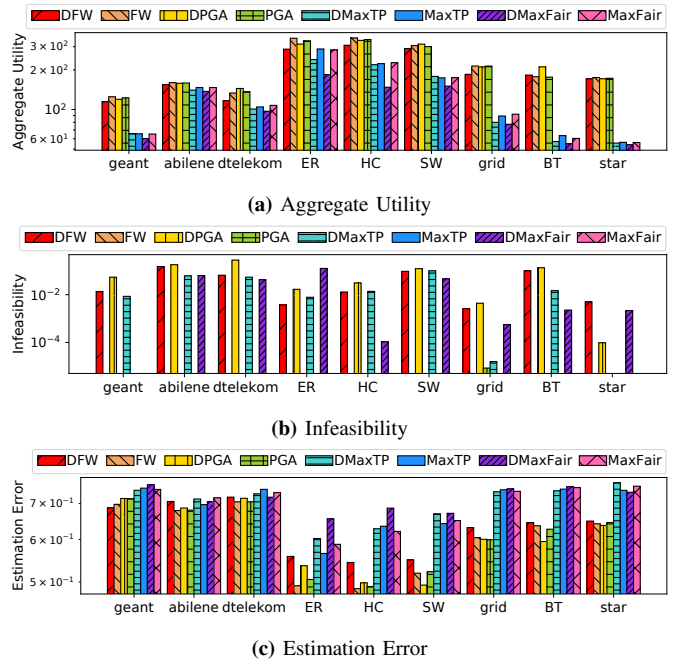 DFW FW DPGA PGA DMaxTP MaxTP DMaxFair MaxFair
Aggregate Utility
3 × 10²
2 × 10²
10²
6 × 10¹
geant abilene dtelekom ER HC SW grid BT star
(a) Aggregate Utility
DFW FW DPGA PGA DMaxTP MaxTP DMaxFair MaxFair
Infeasibility
10⁻²
10⁻⁴
geant abilene dtelekom ER HC SW grid BT star
(b) Infeasibility
DFW FW DPGA PGA DMaxTP MaxTP DMaxFair MaxFair
Estimation Error
7 × 10⁻¹
6 × 10⁻¹
5 × 10⁻¹
geant abilene dtelekom ER HC SW grid BT star
(c) Estimation Error